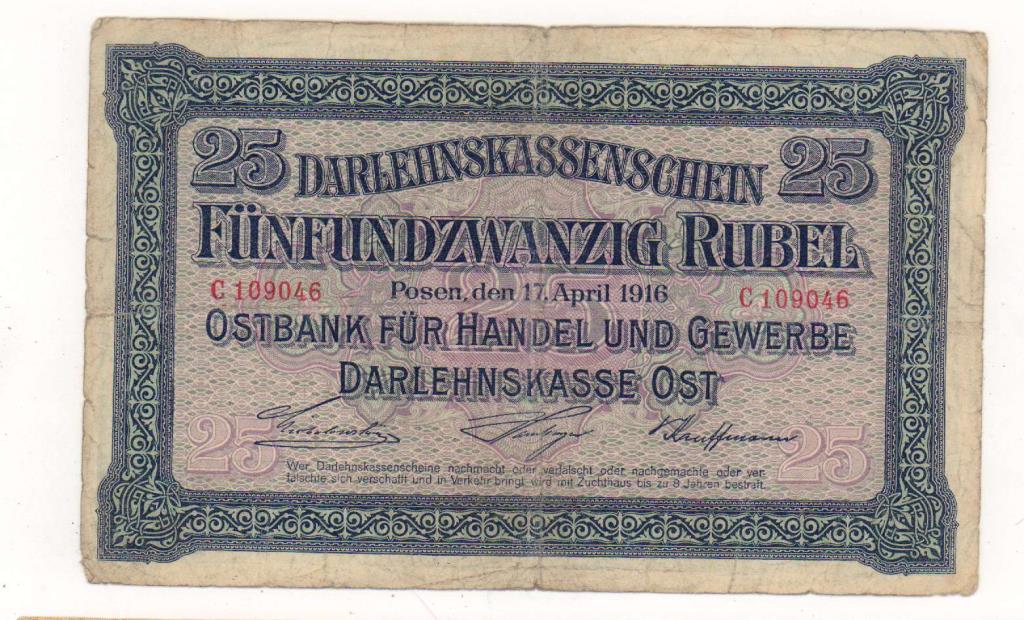 25 DARLEHNSKASSENSCHEIN 25
FÜNFUNDZWANZIG RUBEL
C 109046 Posen, den 17. April 1916 C 109046
OSTBANK FÜR HANDEL UND GEWERBE
DARLEHNSKASSE OST
25 25
Wer Darlehnskassenscheine nachmacht oder verfälscht oder nachgemachte oder ver-
fälschte sich verschafft und in Verkehr bringt wird mit Zuchthaus bis zu 8 Jahren bestraft.